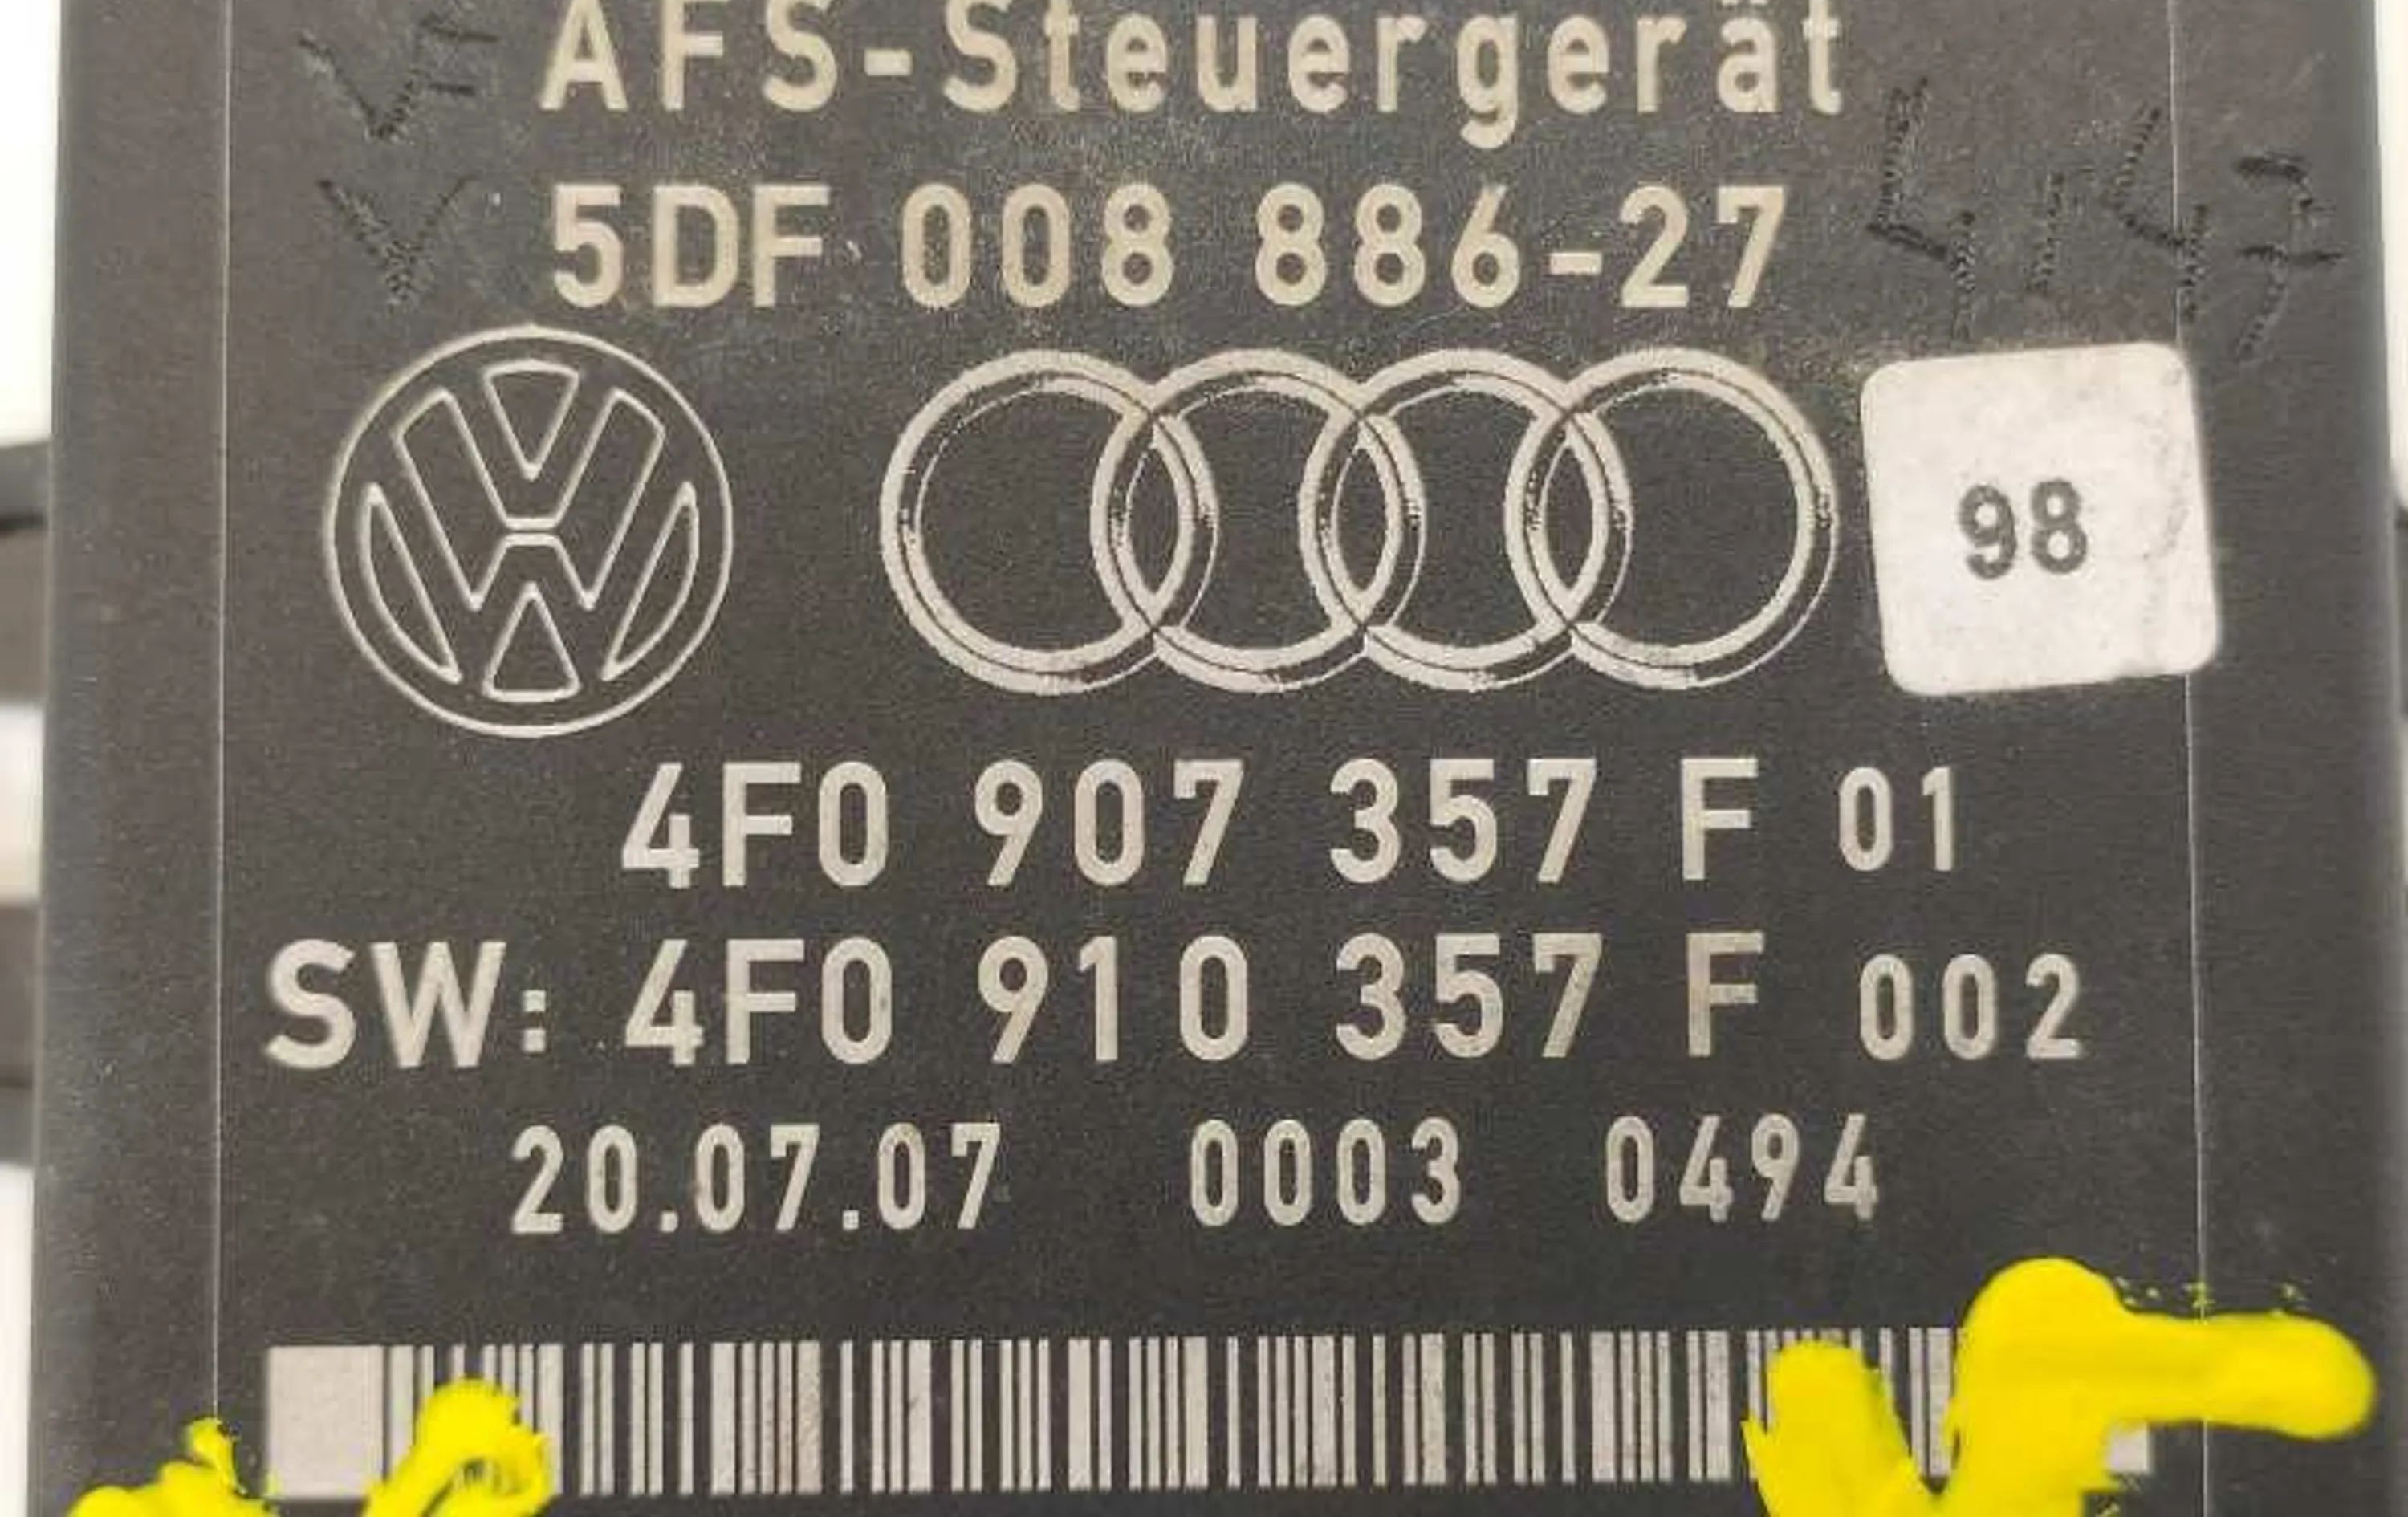 AFS-Steuergerät
5DF 008 886-27
98
4F0 907 357 F 01
SW: 4F0 910 357 F 002
20.07.07 0003 0494